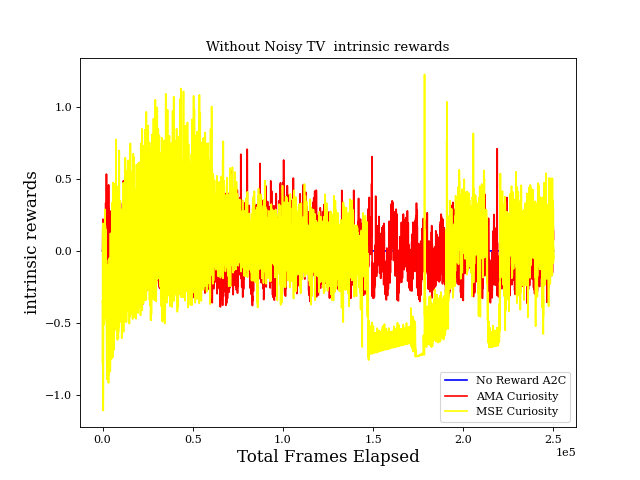 Without Noisy TV  intrinsic rewards
intrinsic rewards
1.0
0.5
0.0
−0.5
−1.0
No Reward A2C
AMA Curiosity
MSE Curiosity
0.0 0.5 1.0 1.5 2.0 2.5
1e5
Total Frames Elapsed